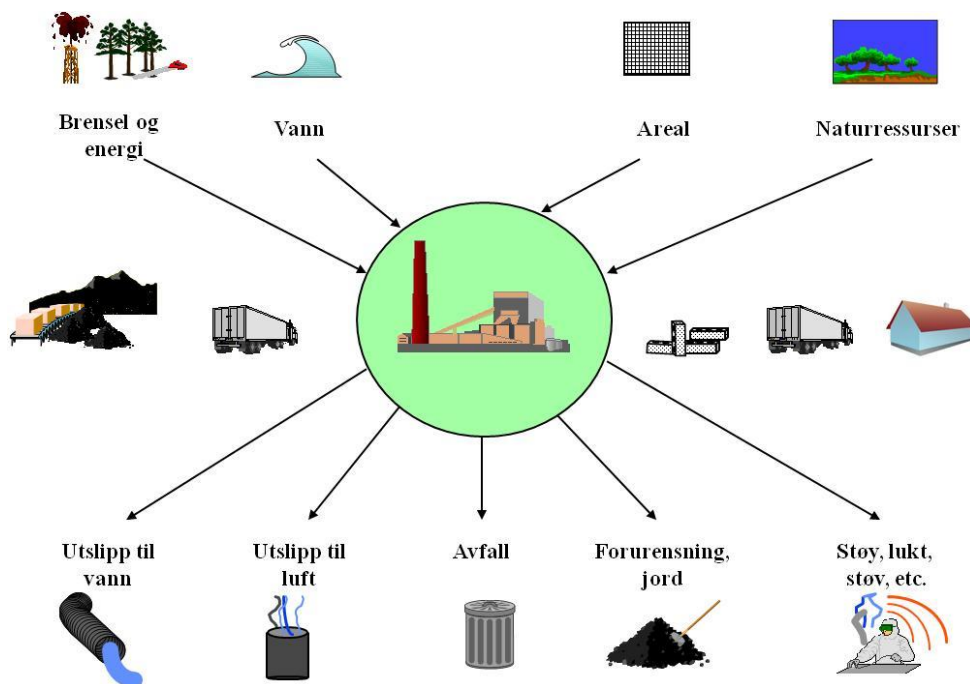 Brensel og
energi
Vann
Areal
Naturressurser
Utslipp til
vann
Utslipp til
luft
Avfall
Forurensning,
jord
Støy, lukt,
støv, etc.